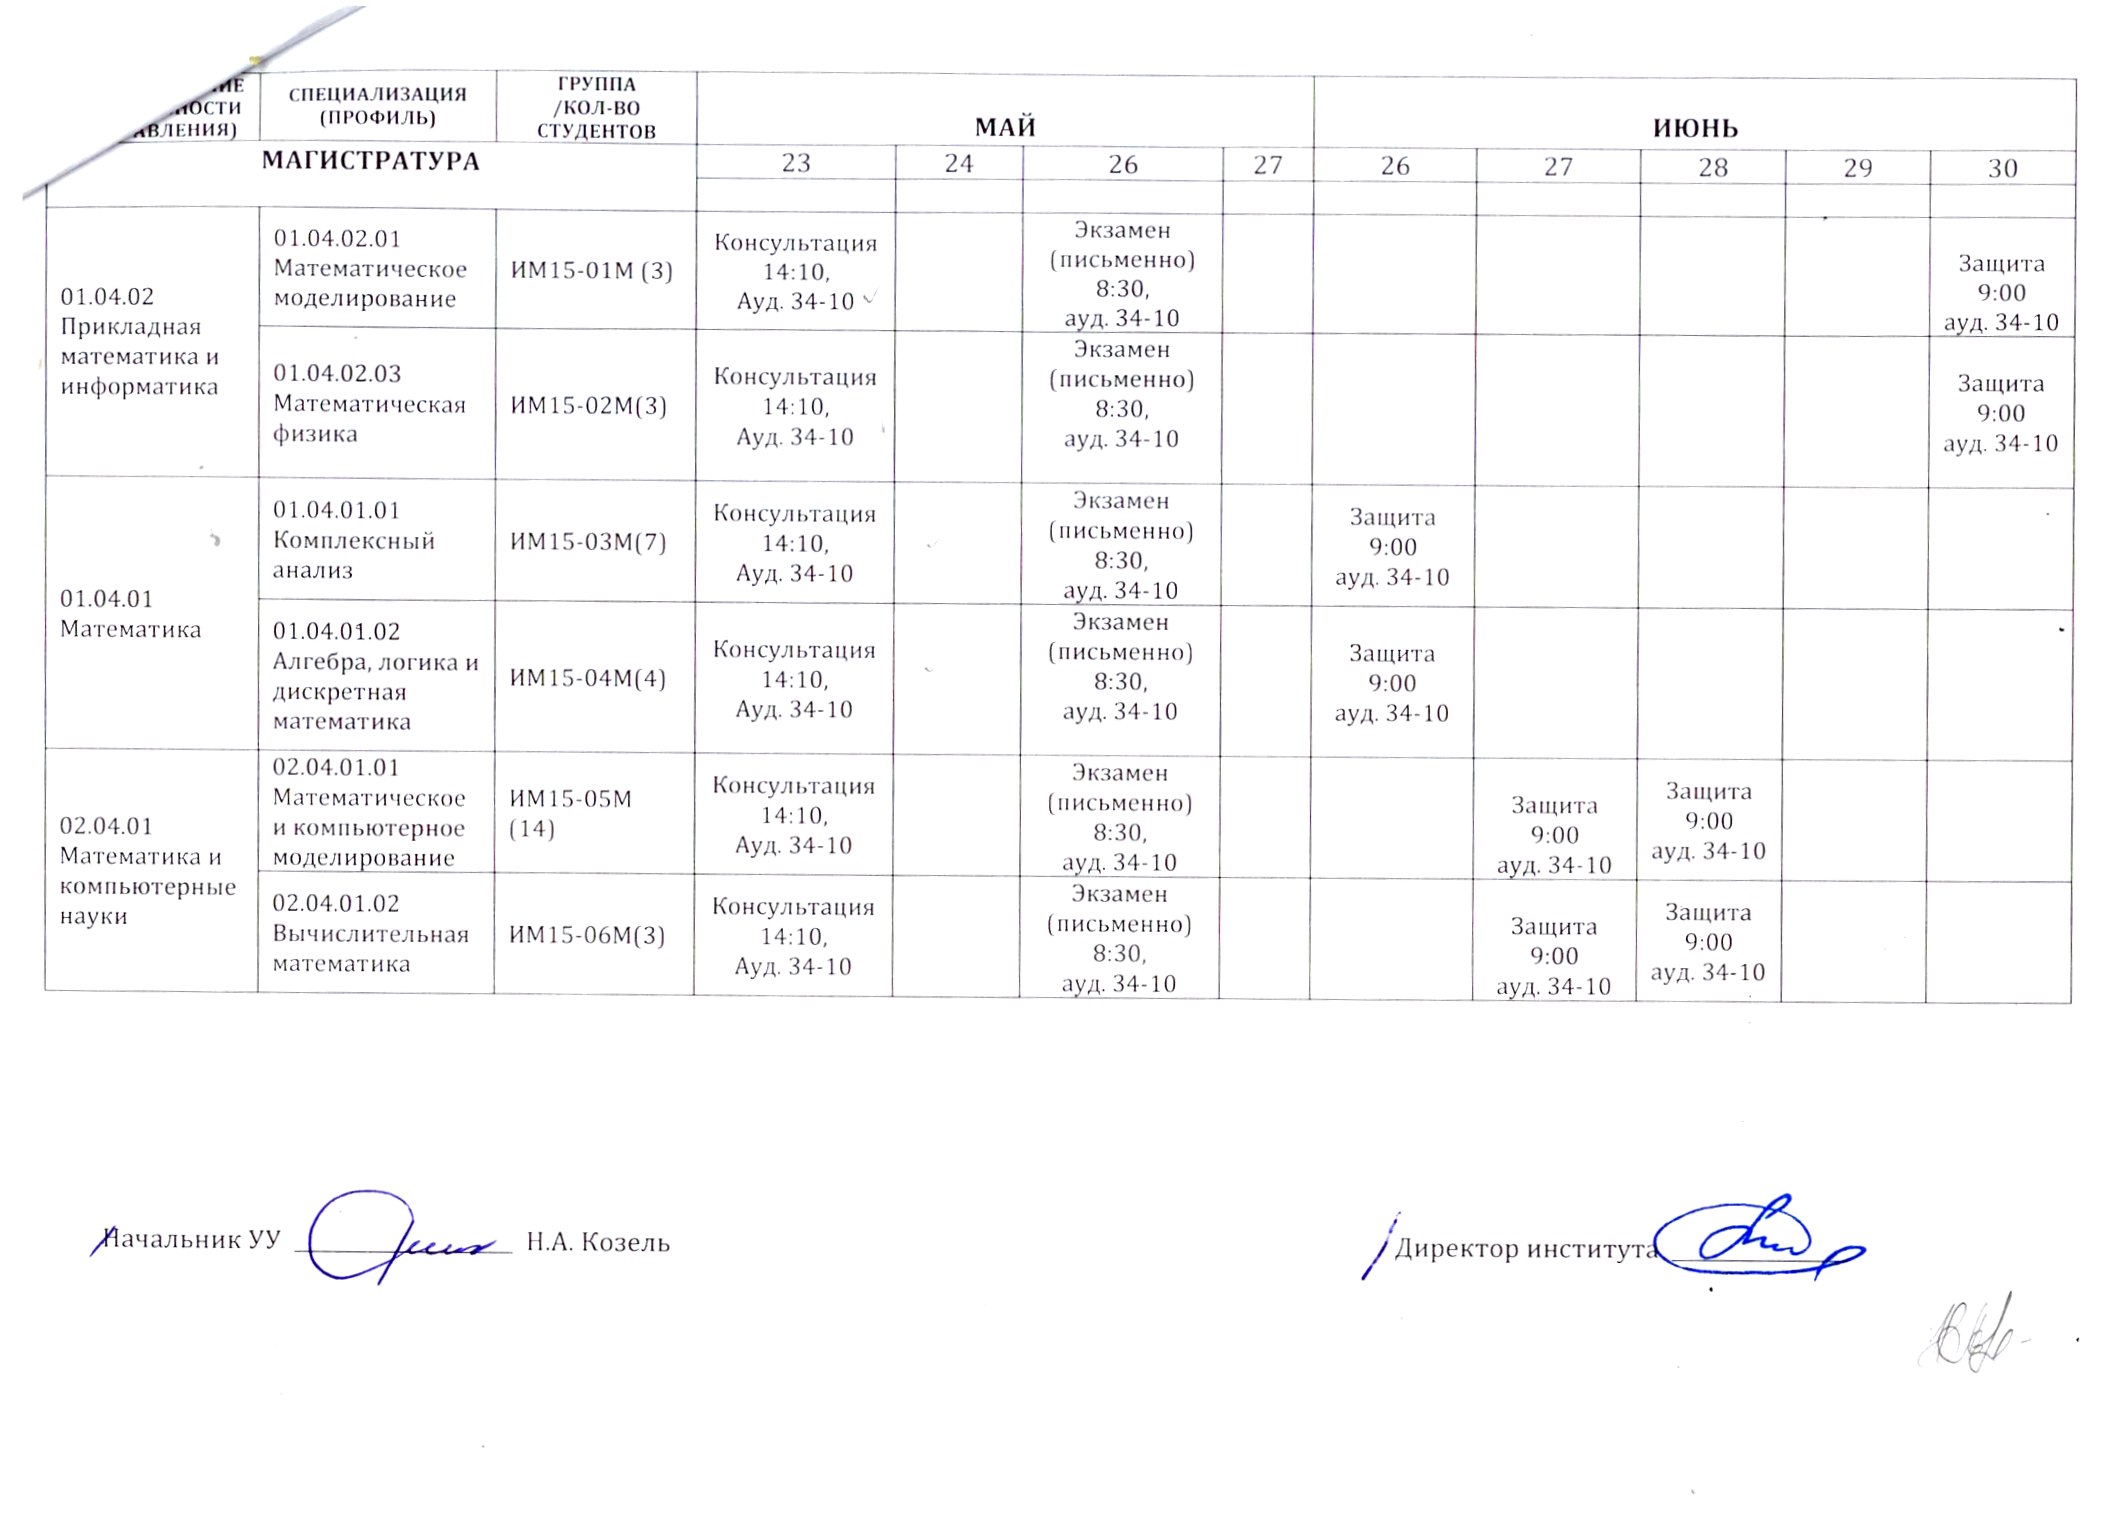 СПЕЦИАЛИЗАЦИЯ
(ПРОФИЛЬ)
ГРУППА
/КОЛ-ВО
СТУДЕНТОВ
МАЙ
ИЮНЬ
МАГИСТРАТУРА
23 24 26 27 26 27 28 29 30
01.04.02
Прикладная
математика и
информатика
01.04.02.01
Математическое
моделирование
ИМ15-01М (3)
Консультация
14:10,
Ауд. 34-10
Экзамен
(письменно)
8:30,
ауд. 34-10
Защита
9:00
ауд. 34-10
01.04.02.03
Математическая
физика
ИМ15-02М(3)
Консультация
14:10,
Ауд. 34-10
Экзамен
(письменно)
8:30,
ауд. 34-10
Защита
9:00
ауд. 34-10
01.04.01
Математика
01.04.01.01
Комплексный
анализ
ИМ15-03М(7)
Консультация
14:10,
Ауд. 34-10
Экзамен
(письменно)
8:30,
ауд. 34-10
Защита
9:00
ауд. 34-10
01.04.01.02
Алгебра, логика и
дискретная
математика
ИМ15-04М(4)
Консультация
14:10,
Ауд. 34-10
Экзамен
(письменно)
8:30,
ауд. 34-10
Защита
9:00
ауд. 34-10
02.04.01
Математика и
компьютерные
науки
02.04.01.01
Математическое
и компьютерное
моделирование
ИМ15-05М
(14)
Консультация
14:10,
Ауд. 34-10
Экзамен
(письменно)
8:30,
ауд. 34-10
Защита
9:00
ауд. 34-10
Защита
9:00
ауд. 34-10
02.04.01.02
Вычислительная
математика
ИМ15-06М(3)
Консультация
14:10,
Ауд. 34-10
Экзамен
(письменно)
8:30,
ауд. 34-10
Защита
9:00
ауд. 34-10
Защита
9:00
ауд. 34-10
Начальник УУ Н.А. Козель
Директор института